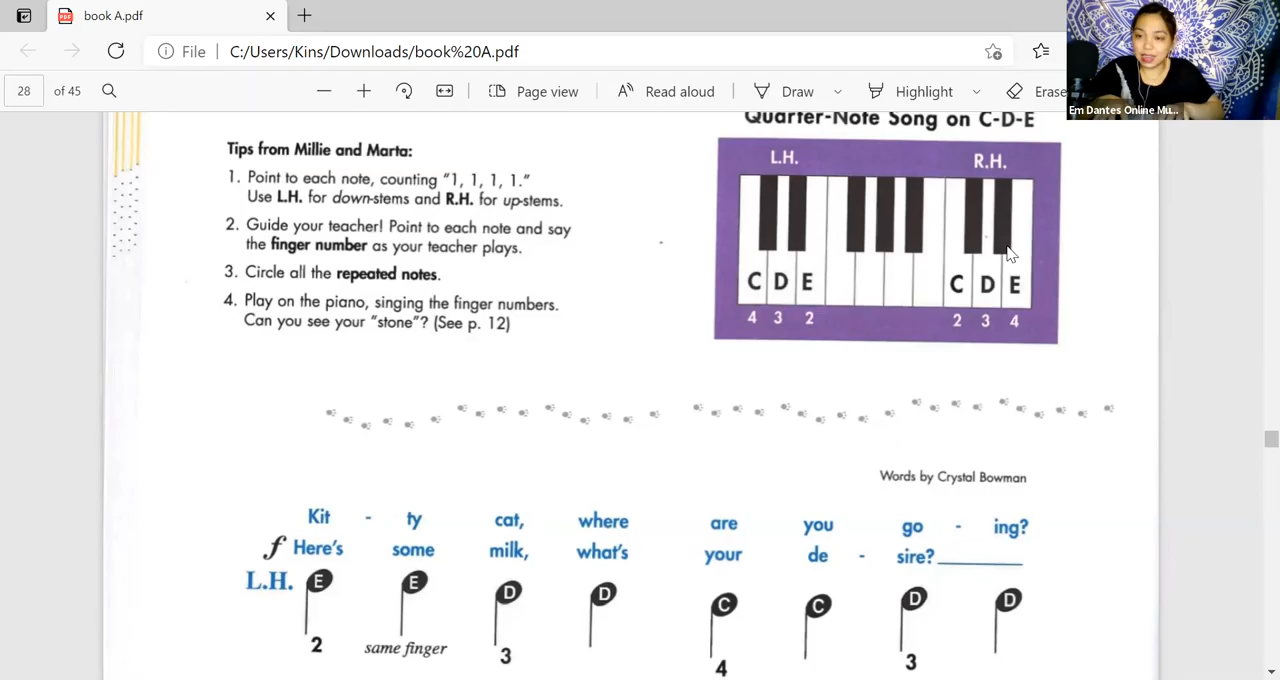 book A.pdf
File C:/Users/Kins/Downloads/book%20A.pdf
28 of 45 Page view Read aloud Draw Highlight Erase
Em Dantes Online Mu...
Quarter-Note Song on C-D-E
Tips from Millie and Marta:
1. Point to each note, counting "1, 1, 1, 1."
Use L.H. for down-stems and R.H. for up-stems.
2. Guide your teacher! Point to each note and say
the finger number as your teacher plays.
3. Circle all the repeated notes.
4. Play on the piano, singing the finger numbers.
Can you see your "stone"? (See p. 12)
L.H. R.H.
C D E C D E
4 3 2 2 3 4
Words by Crystal Bowman
Kit - ty cat, where are you go - ing?
f Here's some milk, what's your de - sire?
L.H. E E D D C C D D
2 same finger 3 4 3